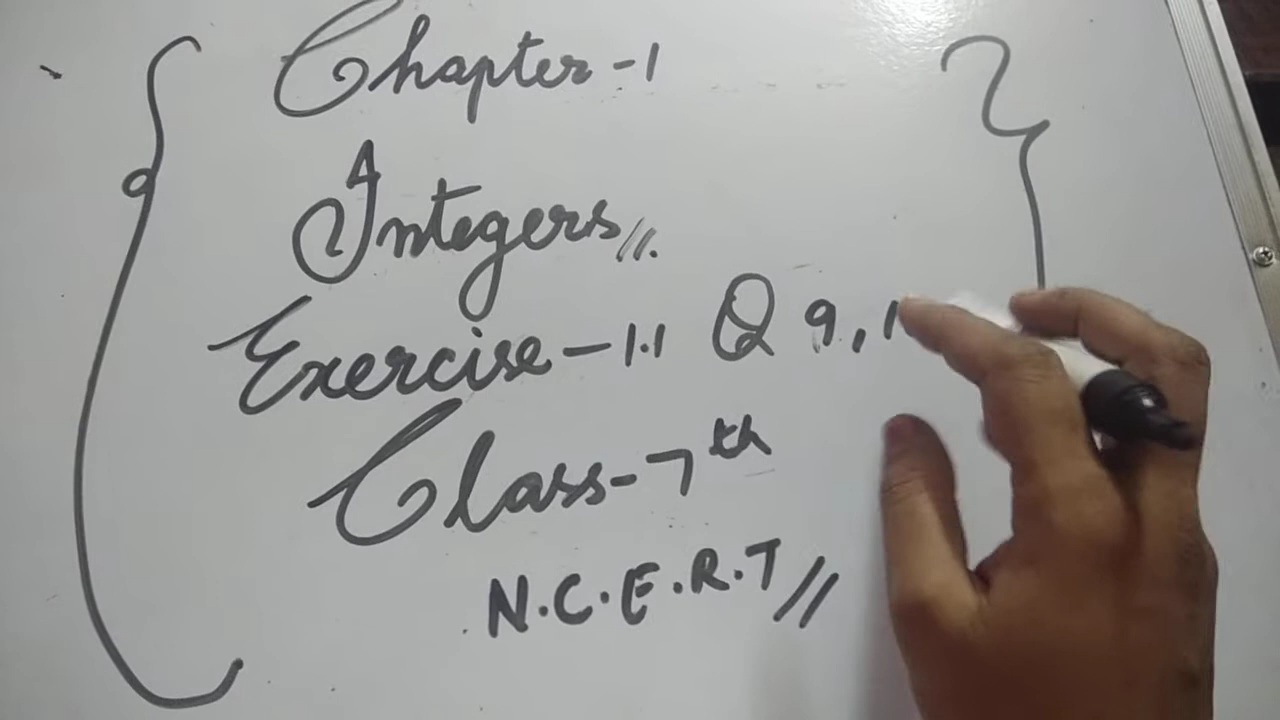 Chapter-1
Integers
Exercise-1.1 Q 9,
Class-7th
N.C.E.R.T